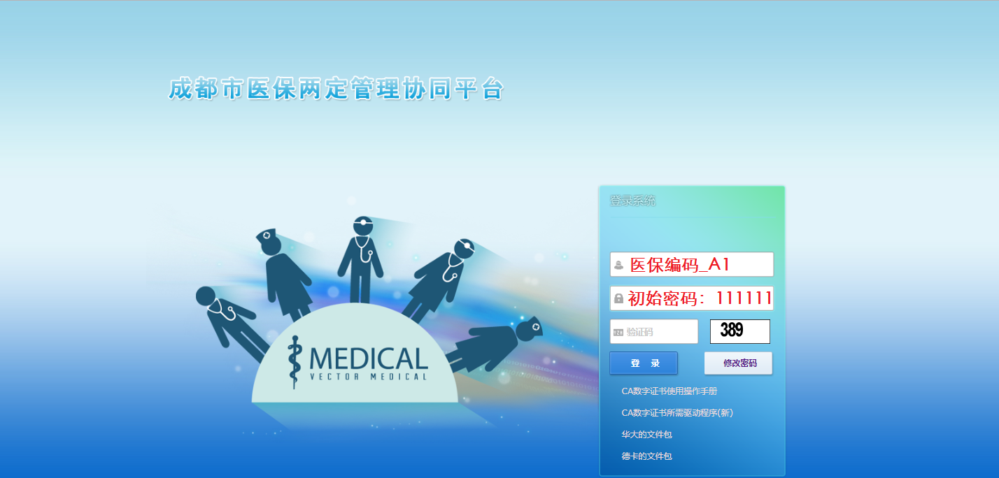 成都市医保两定管理协同平台
登录系统
医保编码_A1
初始密码：111111
验证码
389
登 录
修改密码
CA数字证书使用操作手册
CA数字证书所需驱动程序(新)
华大的文件包
德卡的文件包
MEDICAL
VECTOR MEDICAL